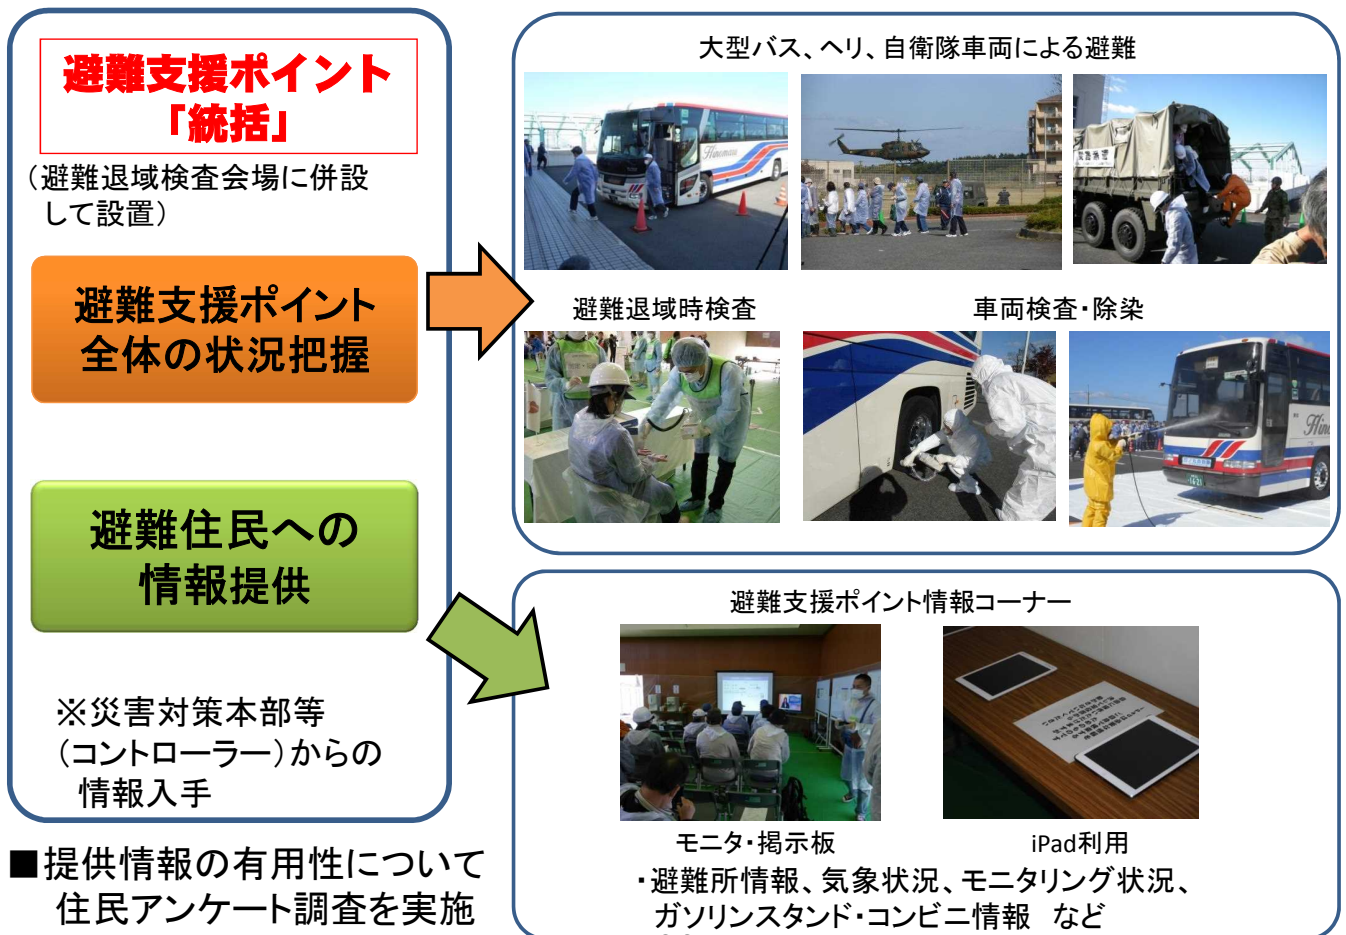 避難支援ポイント
「統括」
（避難退域検査会場に併設
して設置）
避難支援ポイント
全体の状況把握
避難住民への
情報提供
※災害対策本部等
（コントローラー）からの
情報入手
■提供情報の有用性について
住民アンケート調査を実施
大型バス、ヘリ、自衛隊車両による避難
Hinomaru
避難退域時検査
車両検査・除染
避難支援ポイント情報コーナー
モニタ・掲示板
iPad利用
・避難所情報、気象状況、モニタリング状況、
ガソリンスタンド・コンビニ情報　など